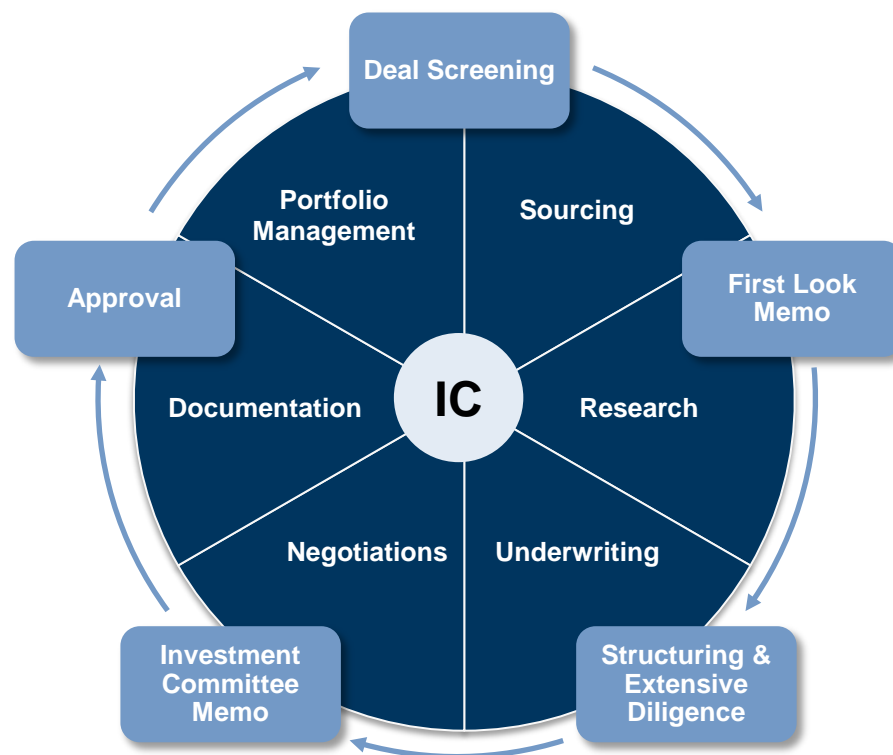 Deal Screening
Portfolio
Management
Sourcing
Approval
First Look
Memo
IC
Documentation
Research
Negotiations
Underwriting
Investment
Committee
Memo
Structuring &
Extensive
Diligence